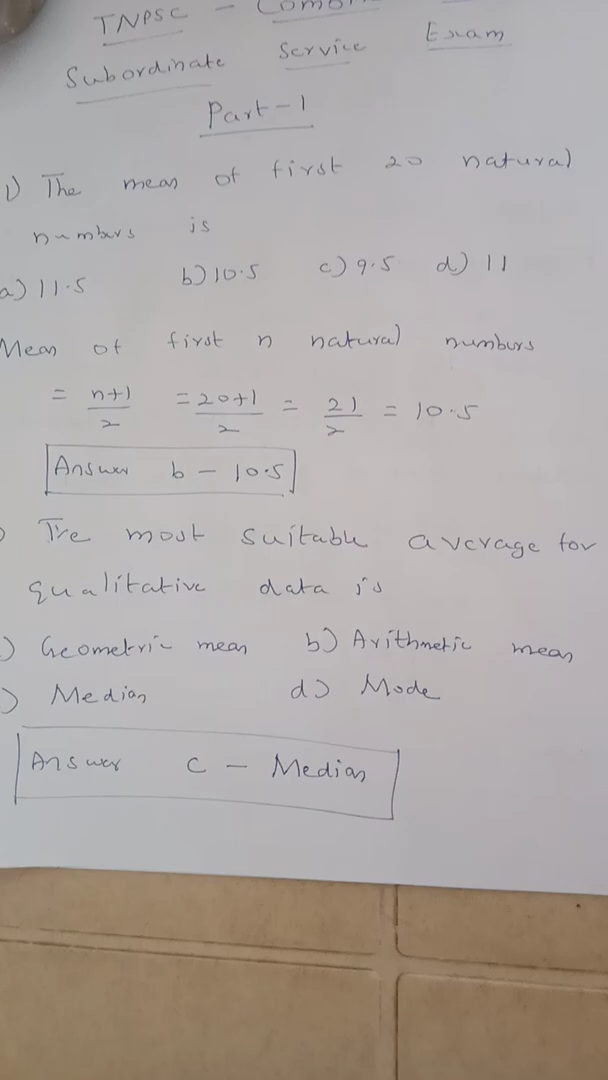 TNPSC -
Subordinate Service Exam
Part-1
1) The mean of first 20 natural
numbers is
a) 11.5 b) 10.5 c) 9.5 d) 11
Mean of first n natural numbers
= n+1/2 = 20+1/2 = 21/2 = 10.5
Answer b - 10.5
The most suitable average for
qualitative data is
) Geometric mean b) Arithmetic mean
) Median d) Mode
Answer c - Median